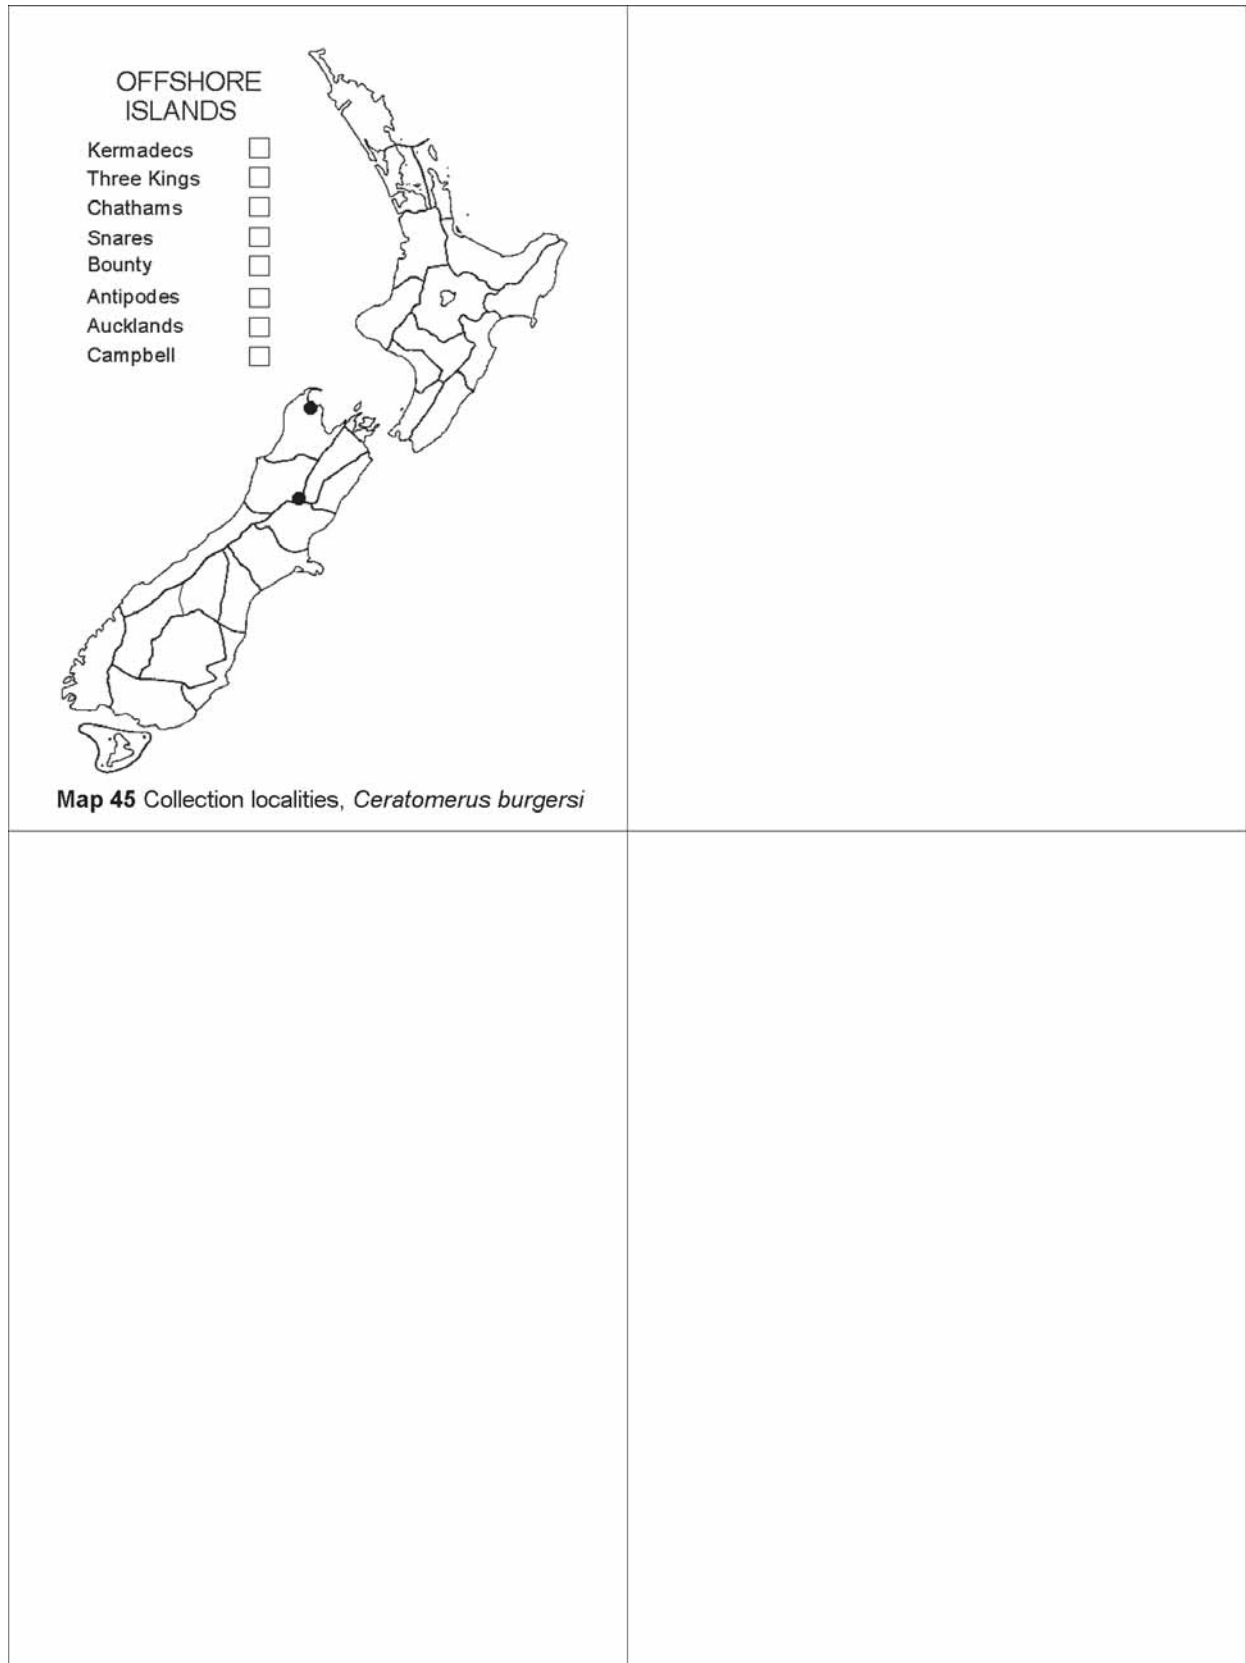 OFFSHORE
ISLANDS
Kermadecs
Three Kings
Chathams
Snares
Bounty
Antipodes
Aucklands
Campbell
Map 45 Collection localities, Ceratomerus burgersi